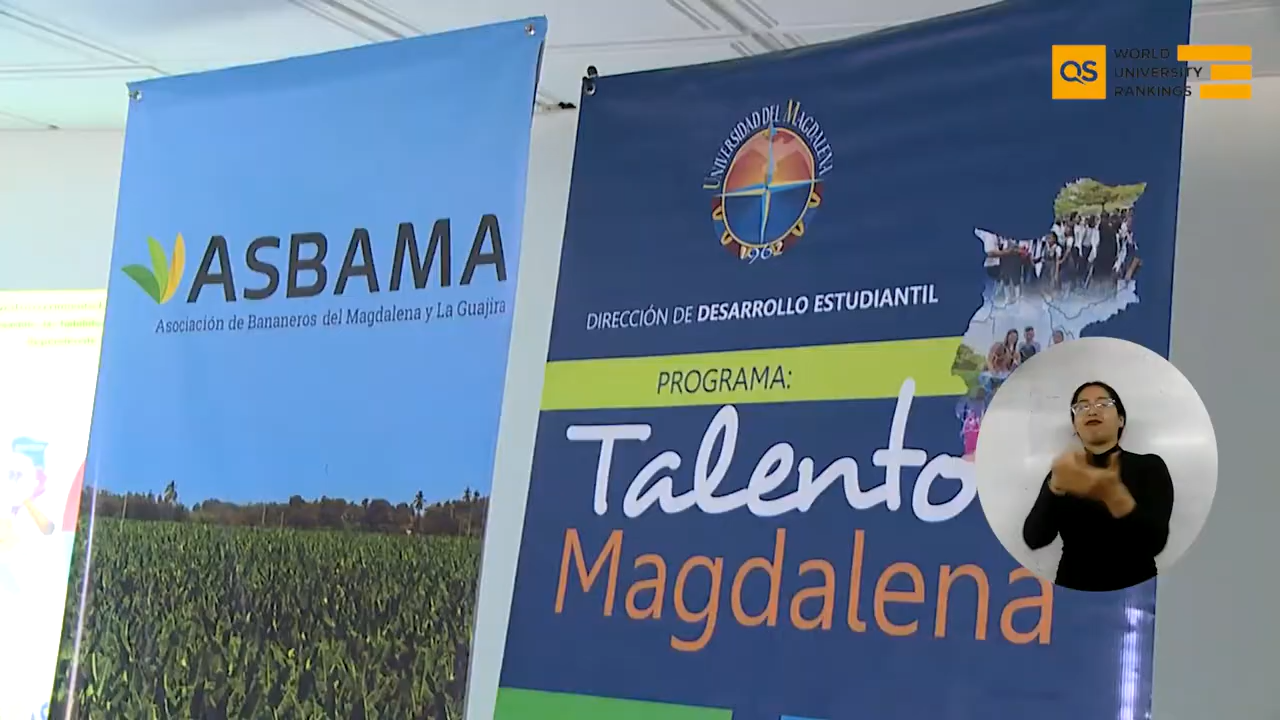 ASBAMA
Asociación de Bananeros del Magdalena y La Guajira
UNIVERSIDAD DEL MAGDALENA
1962
DIRECCIÓN DE DESARROLLO ESTUDIANTIL
PROGRAMA:
Talento
Magdalena
QS
WORLD
UNIVERSITY
RANKINGS